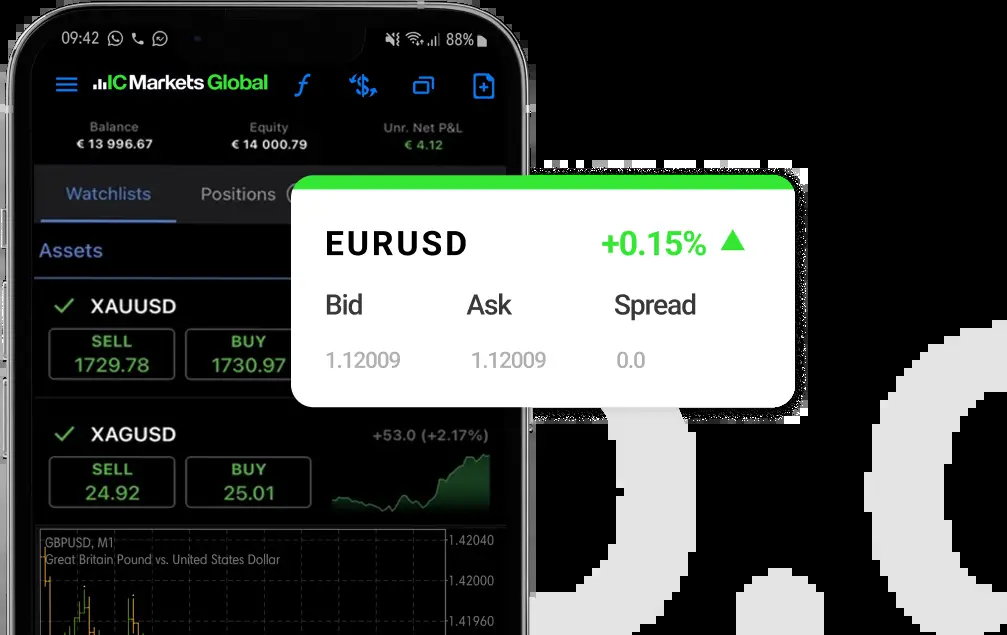 09:42 88%
IC Markets Global
Balance Equity Unr. Net P&L
€ 13 996.67 € 14 000.79 € 4.12
Watchlists Positions
EURUSD +0.15%
Bid Ask Spread
1.12009 1.12009 0.0
Assets
XAUUSD
SELL BUY
1729.78 1730.97
XAGUSD +53.0 (+2.17%)
SELL BUY
24.92 25.01
GBPUSD, M1 1.42040
Great Britain Pound vs. United States Dollar
1.42000
1.41960
0.0